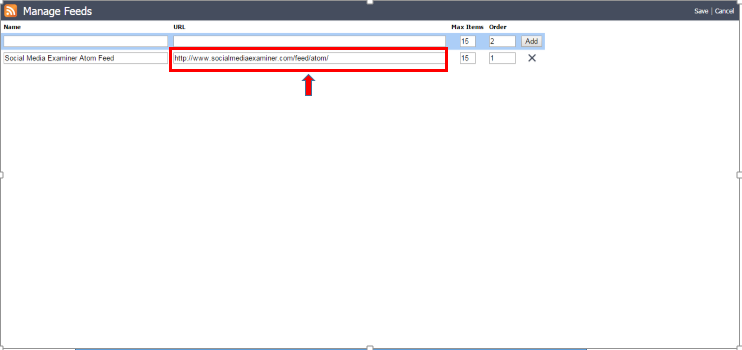 Manage Feeds Save | Cancel
Name URL Max Items Order
15 2 Add
Social Media Examiner Atom Feed http://www.socialmediaexaminer.com/feed/atom/ 15 1